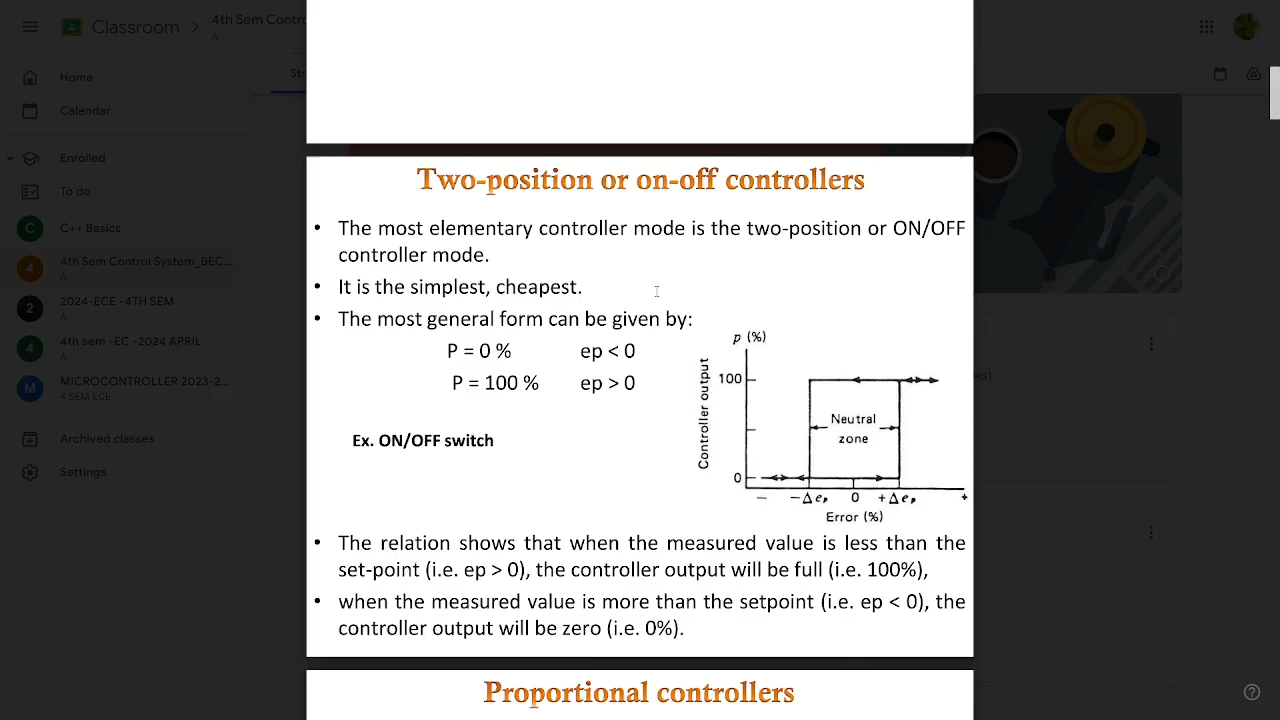 Classroom
4th Sem Contro
A
Home
Calendar
Enrolled
To do
C
C++ Basics
4
4th Sem Control System_BEC...
A
2
2024-ECE -4TH SEM
A
4
4th sem -EC -2024 APRIL
A
M
MICROCONTROLLER 2023-2...
4 SEM ECE
Archived classes
Settings
Str
Two-position or on-off controllers
• The most elementary controller mode is the two-position or ON/OFF
controller mode.
• It is the simplest, cheapest.
• The most general form can be given by:
P = 0 % ep < 0
P = 100 % ep > 0
Ex. ON/OFF switch
p (%)
Controller output
100
0
Neutral
zone
− −Δep 0 +Δep +
Error (%)
• The relation shows that when the measured value is less than the
set-point (i.e. ep > 0), the controller output will be full (i.e. 100%),
• when the measured value is more than the setpoint (i.e. ep < 0), the
controller output will be zero (i.e. 0%).
Proportional controllers